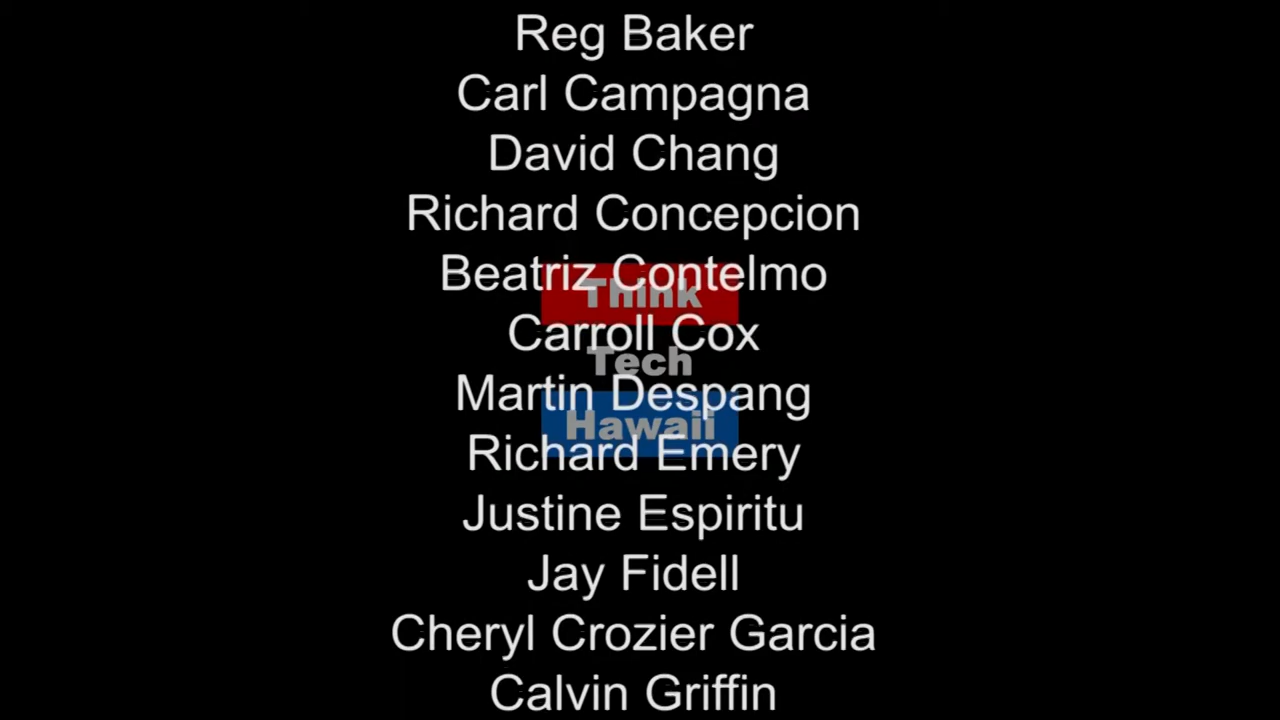 Reg Baker
Carl Campagna
David Chang
Richard Concepcion
Beatriz Contelmo
Think
Carroll Cox
Tech
Martin Despang
Hawaii
Richard Emery
Justine Espiritu
Jay Fidell
Cheryl Crozier Garcia
Calvin Griffin